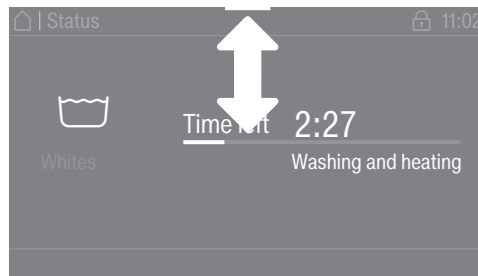 | Status 11:02
Time left 2:27
Whites Washing and heating